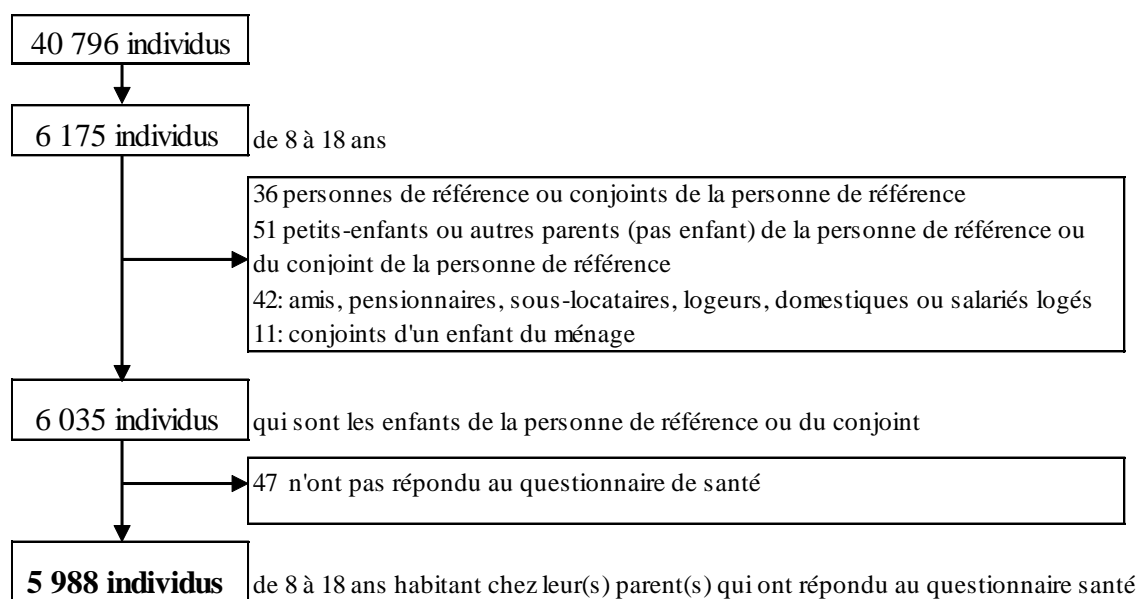 40 796 individus
6 175 individus de 8 à 18 ans
36 personnes de référence ou conjoints de la personne de référence
51 petits-enfants ou autres parents (pas enfant) de la personne de référence ou
du conjoint de la personne de référence
42: amis, pensionnaires, sous-locataires, logeurs, domestiques ou salariés logés
11: conjoints d'un enfant du ménage
6 035 individus qui sont les enfants de la personne de référence ou du conjoint
47 n'ont pas répondu au questionnaire de santé
5 988 individus de 8 à 18 ans habitant chez leur(s) parent(s) qui ont répondu au questionnaire santé